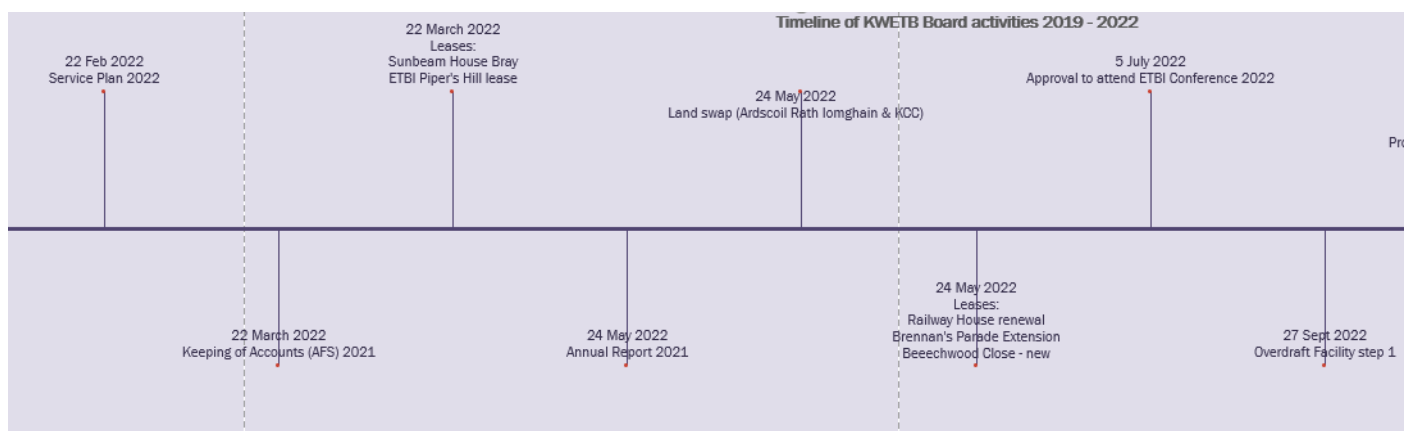 Timeline of KWETB Board activities 2019 - 2022
22 Feb 2022
Service Plan 2022
22 March 2022
Keeping of Accounts (AFS) 2021
22 March 2022
Leases:
Sunbeam House Bray
ETBI Piper's Hill lease
24 May 2022
Annual Report 2021
24 May 2022
Land swap (Ardscoil Rath Iomghain & KCC)
24 May 2022
Leases:
Railway House renewal
Brennan's Parade Extension
Beeechwood Close - new
5 July 2022
Approval to attend ETBI Conference 2022
27 Sept 2022
Overdraft Facility step 1